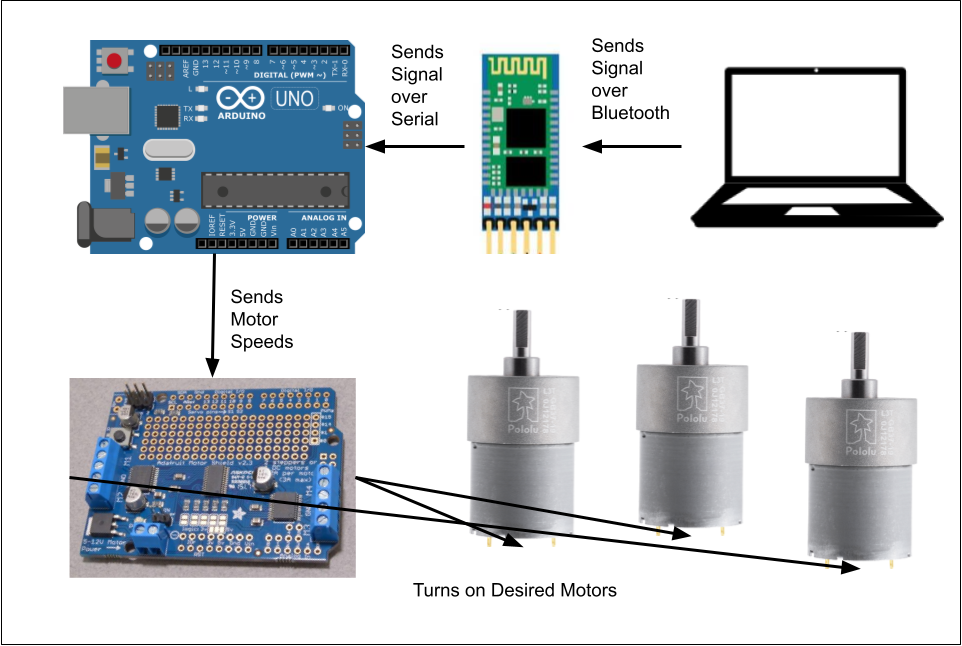 Sends
Signal
over
Serial
Sends
Signal
over
Bluetooth
AREF
GND
13
12
~11
~10
~9
8
7
~6
~5
4
~3
2
TX-1
RX-0
DIGITAL (PWM ~)
L
TX
RX
ARDUINO
UNO
ON
POWER
ANALOG IN
IOREF
RESET
3.3V
5V
GND
GND
Vin
A0
A1
A2
A3
A4
A5
Sends
Motor
Speeds
Adafruit Motor Shield v2.3
M1
M2
M4
5-12V Motor
Power
Pololu
Pololu
Pololu
Turns on Desired Motors